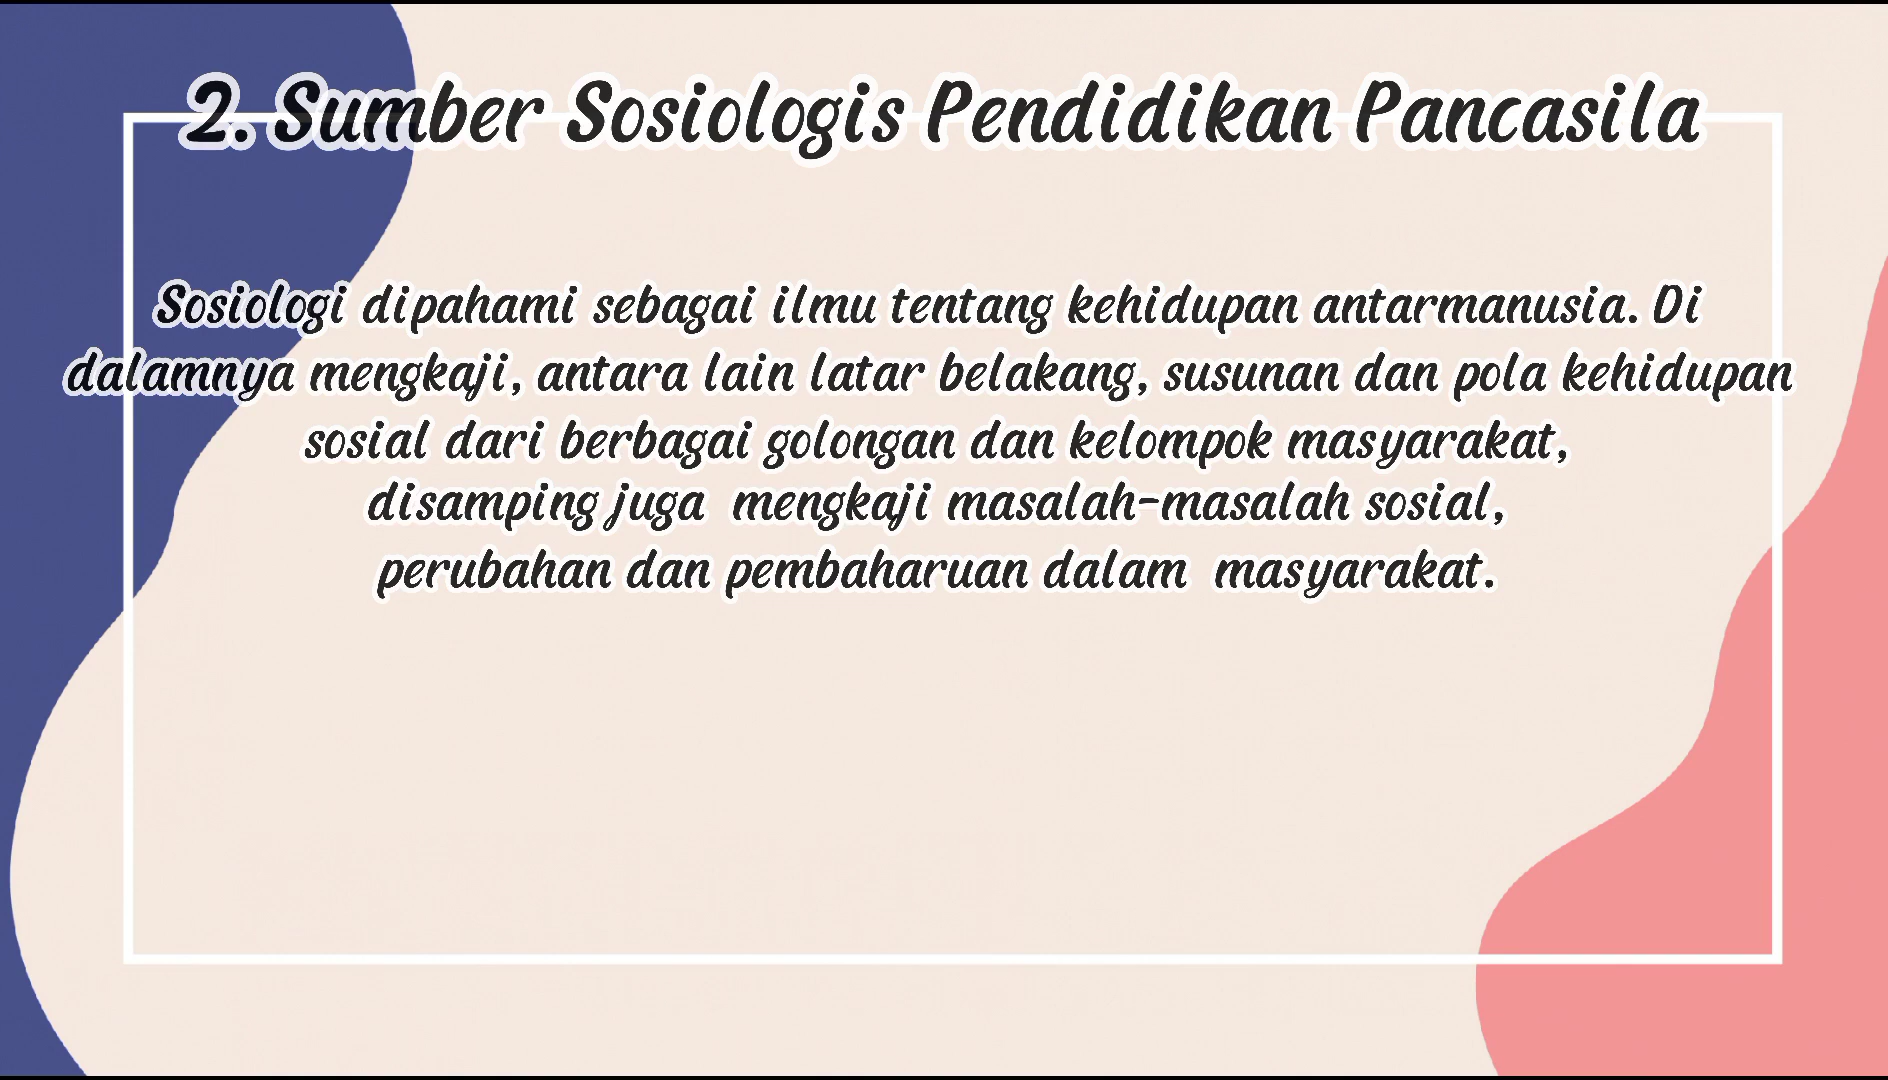 2. Sumber Sosiologis Pendidikan Pancasila
Sosiologi dipahami sebagai ilmu tentang kehidupan antarmanusia. Di
dalamnya mengkaji, antara lain latar belakang, susunan dan pola kehidupan
sosial dari berbagai golongan dan kelompok masyarakat,
disamping juga  mengkaji masalah-masalah sosial,
perubahan dan pembaharuan dalam  masyarakat.